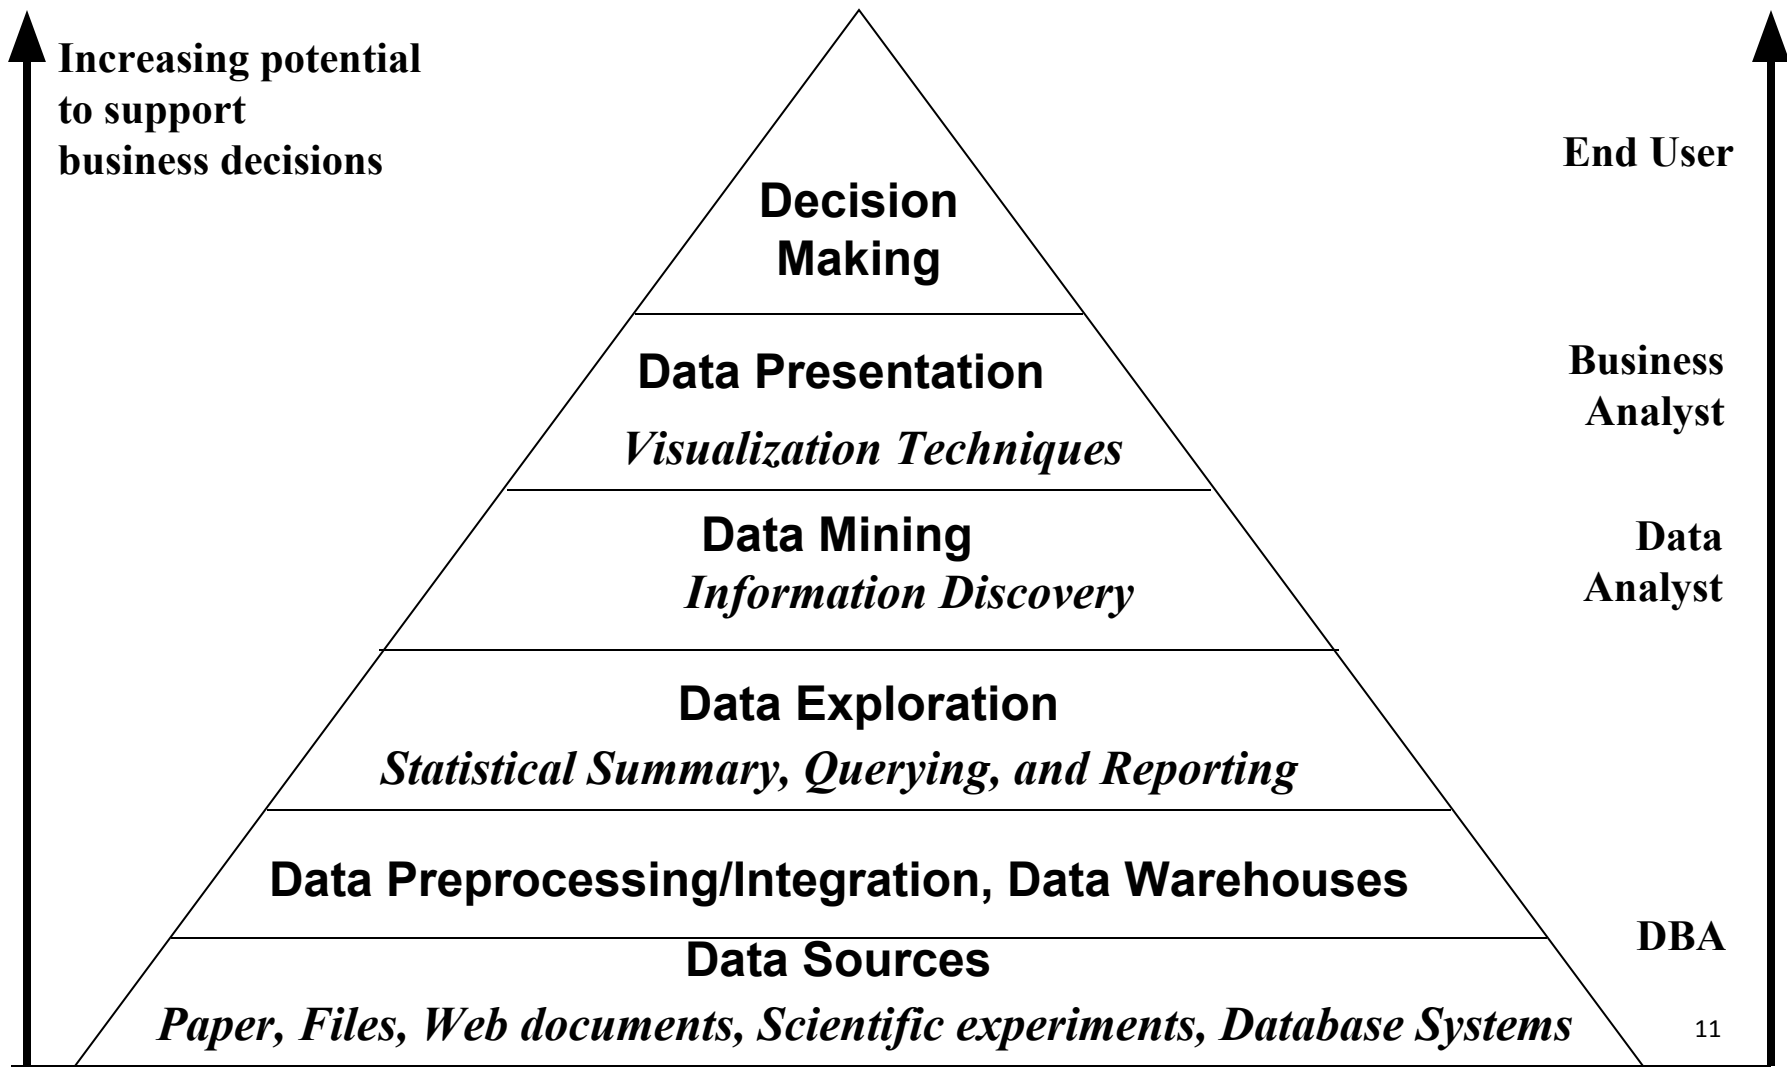 Increasing potential
to support
business decisions
End User
Decision
Making
Data Presentation
Visualization Techniques
Business
Analyst
Data Mining
Information Discovery
Data
Analyst
Data Exploration
Statistical Summary, Querying, and Reporting
Data Preprocessing/Integration, Data Warehouses
DBA
Data Sources
Paper, Files, Web documents, Scientific experiments, Database Systems
11